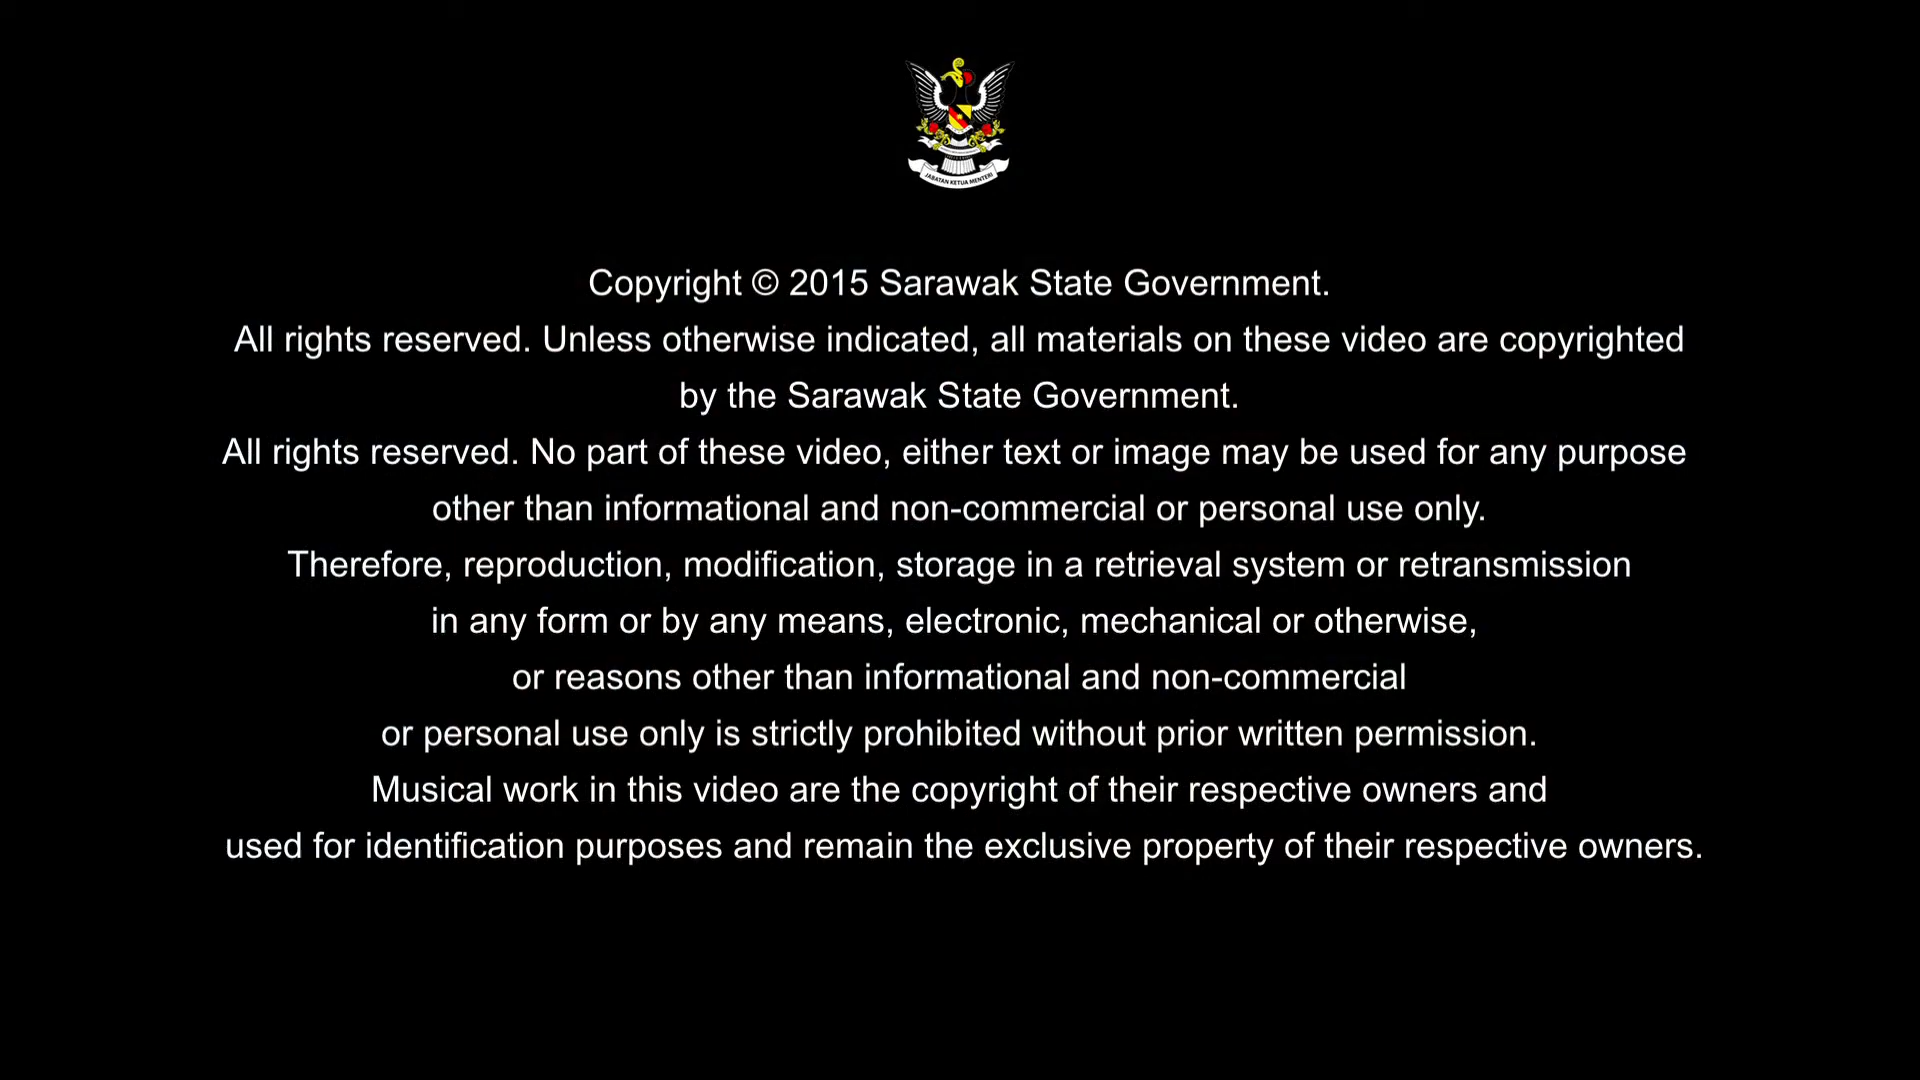 JABATAN KETUA MENTERI
Copyright © 2015 Sarawak State Government.
All rights reserved. Unless otherwise indicated, all materials on these video are copyrighted
by the Sarawak State Government.
All rights reserved. No part of these video, either text or image may be used for any purpose
other than informational and non-commercial or personal use only.
Therefore, reproduction, modification, storage in a retrieval system or retransmission
in any form or by any means, electronic, mechanical or otherwise,
or reasons other than informational and non-commercial
or personal use only is strictly prohibited without prior written permission.
Musical work in this video are the copyright of their respective owners and
used for identification purposes and remain the exclusive property of their respective owners.